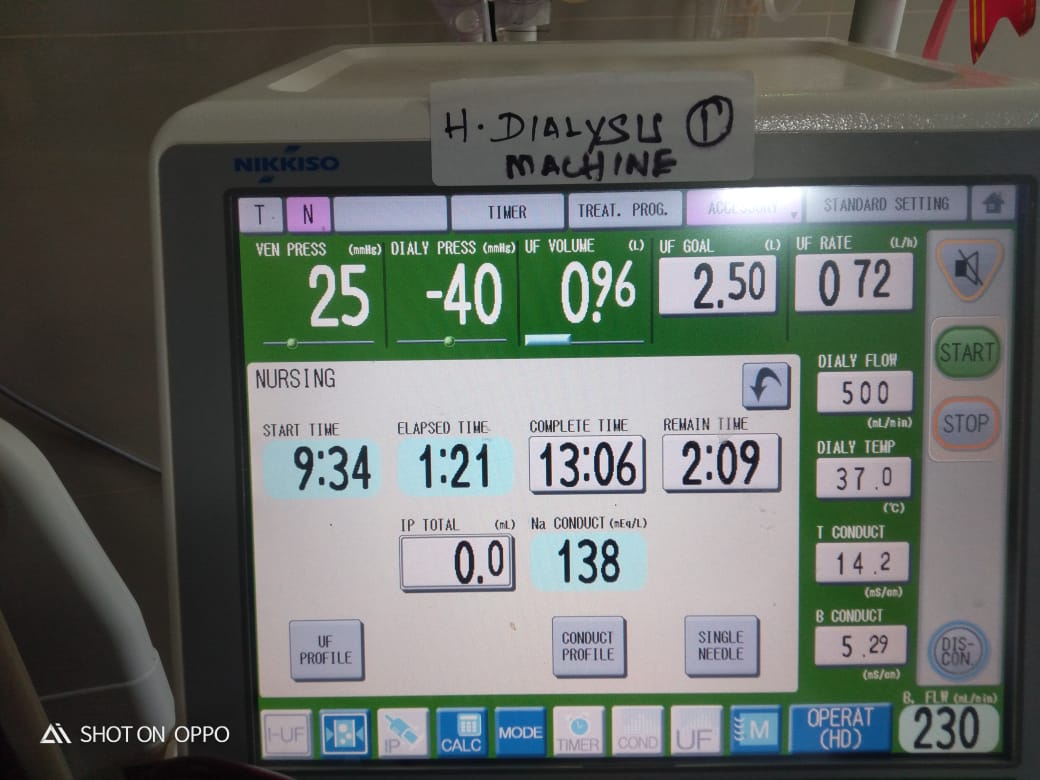 H. DIALYSIS ①
MACHINE
NIKKISO
T N TIMER TREAT. PROG. ACCESSORY STANDARD SETTING
VEN PRESS (mmHg) DIALY PRESS (mmHg) UF VOLUME (L) UF GOAL (L) UF RATE (L/h)
25 -40 0.96 2.50 0 72
NURSING
START TIME ELAPSED TIME COMPLETE TIME REMAIN TIME
9:34 1:21 13:06 2:09
IP TOTAL (mL) Na CONDUCT (mEq/L)
0.0 138
UF PROFILE
CONDUCT PROFILE
SINGLE NEEDLE
START
STOP
DIS-
CON.
DIALY FLOW
500
(mL/min)
DIALY TEMP
37.0
(℃)
T CONDUCT
14.2
(mS/cm)
B CONDUCT
5.29
(mS/cm)
B. FLW (mL/min)
230
I-UF IP CALC MODE TIMER COND UF M OPERAT
(HD)
SHOT ON OPPO